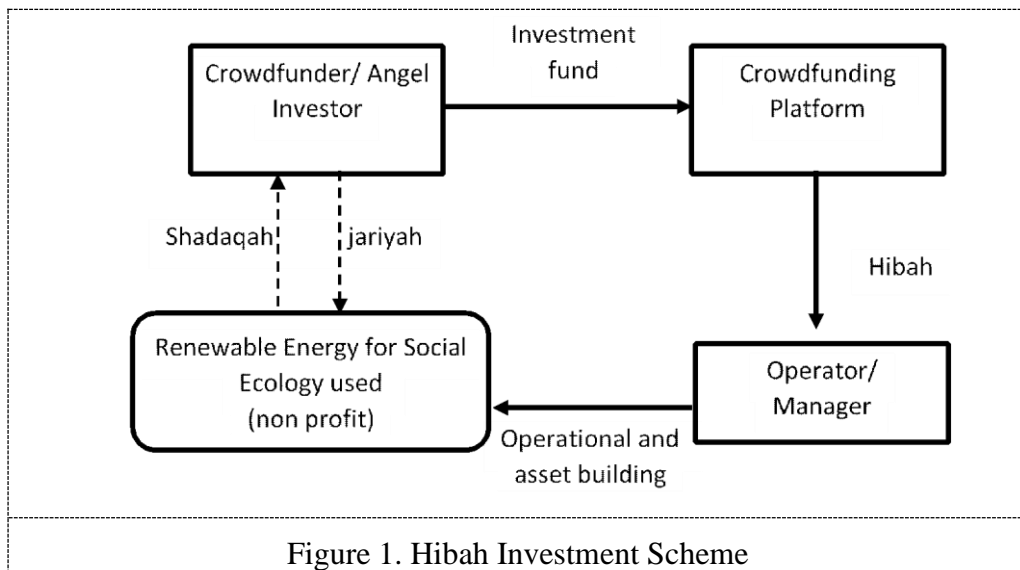 Investment
fund
Crowdfunder/ Angel
Investor
Crowdfunding
Platform
Shadaqah
jariyah
Hibah
Renewable Energy for Social
Ecology used
(non profit)
Operator/
Manager
Operational and
asset building
Figure 1. Hibah Investment Scheme